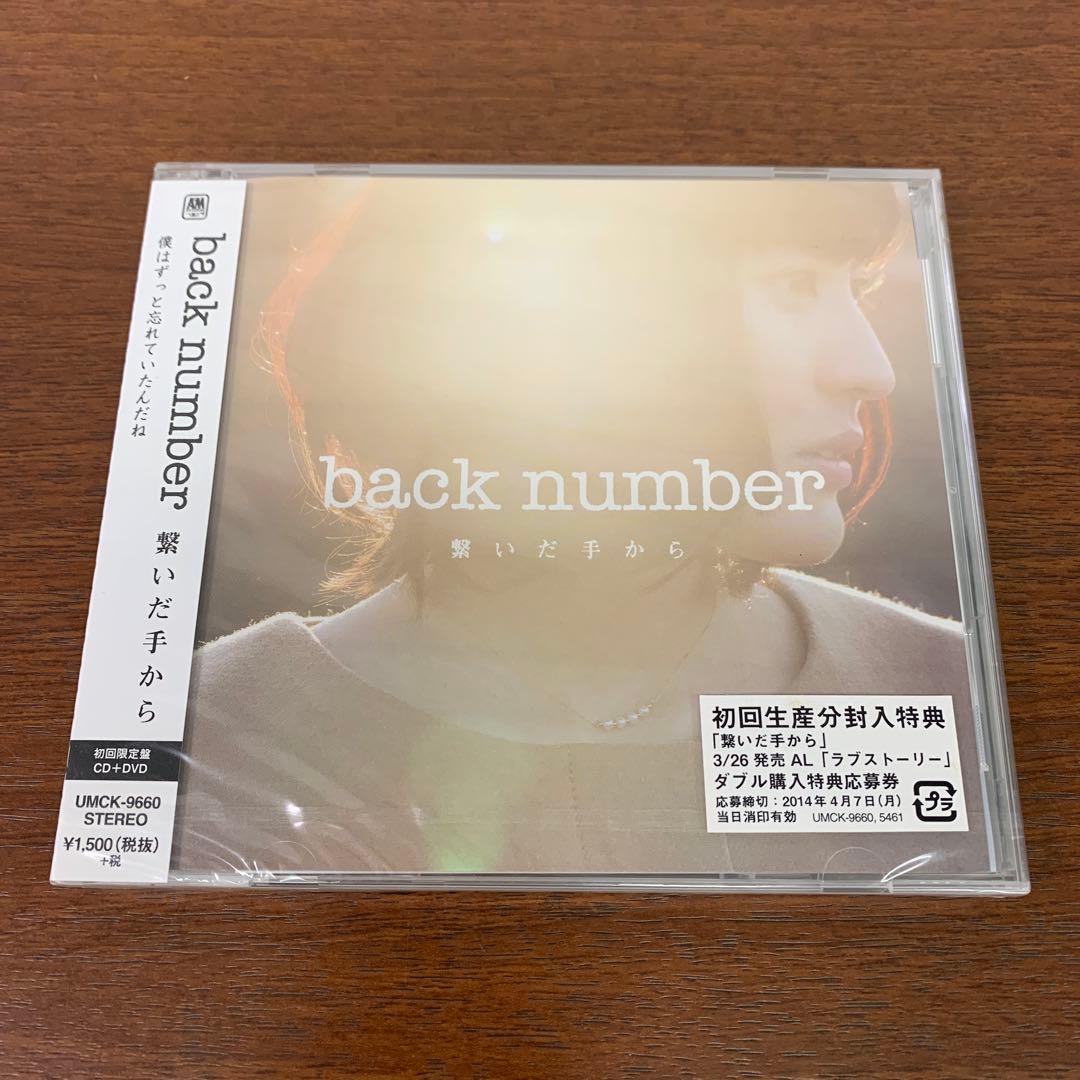 AM
back number 繋いだ手から
僕はずっと忘れていたんだね
初回限定盤
CD+DVD
UMCK-9660
STEREO
¥1,500(税抜)
+税
back number
繋いだ手から
初回生産分封入特典
「繋いだ手から」
3/26 発売 AL「ラブストーリー」
ダブル購入特典応募券
応募締切:2014年4月7日(月)
当日消印有効 UMCK-9660, 5461
プラ